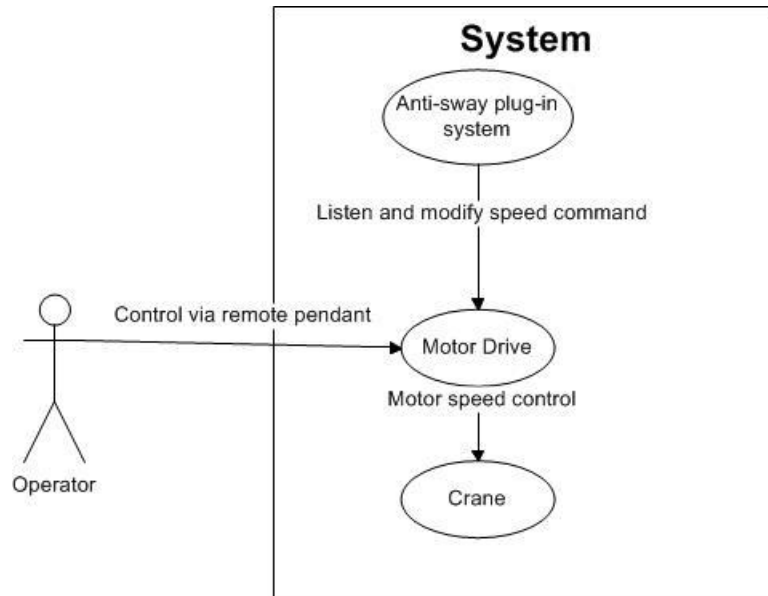 System
Anti-sway plug-in
system
Listen and modify speed command
Control via remote pendant
Motor Drive
Motor speed control
Operator
Crane